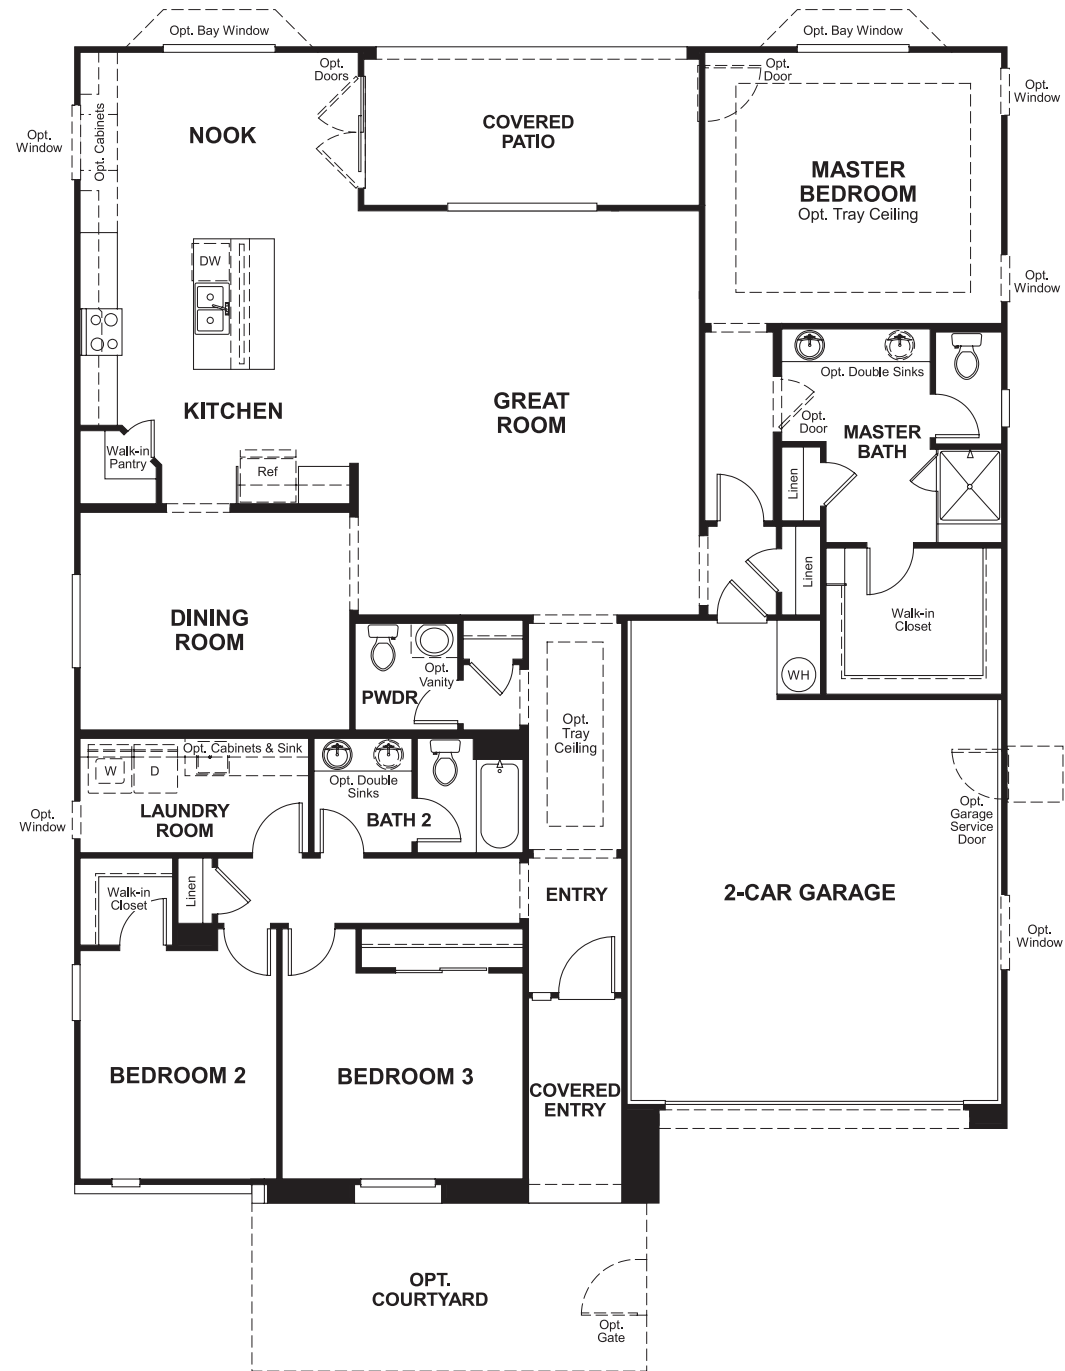 Opt. Bay Window
Opt. Bay Window
Opt.
Doors
Opt.
Door
Opt.
Window
Opt.
Window
Opt. Cabinets
NOOK
COVERED
PATIO
MASTER
BEDROOM
Opt. Tray Ceiling
DW
Opt.
Window
Opt. Double Sinks
KITCHEN
GREAT
ROOM
Opt.
Door
MASTER
BATH
Walk-in
Pantry
Ref
Linen
Linen
DINING
ROOM
Walk-in
Closet
Opt.
Vanity
PWDR
WH
Opt.
Tray
Ceiling
Opt. Cabinets & Sink
W
D
Opt. Double
Sinks
Opt.
Window
LAUNDRY
ROOM
BATH 2
Opt.
Garage
Service
Door
Walk-in
Closet
Linen
ENTRY
2-CAR GARAGE
Opt.
Window
BEDROOM 2
BEDROOM 3
COVERED
ENTRY
OPT.
COURTYARD
Opt.
Gate